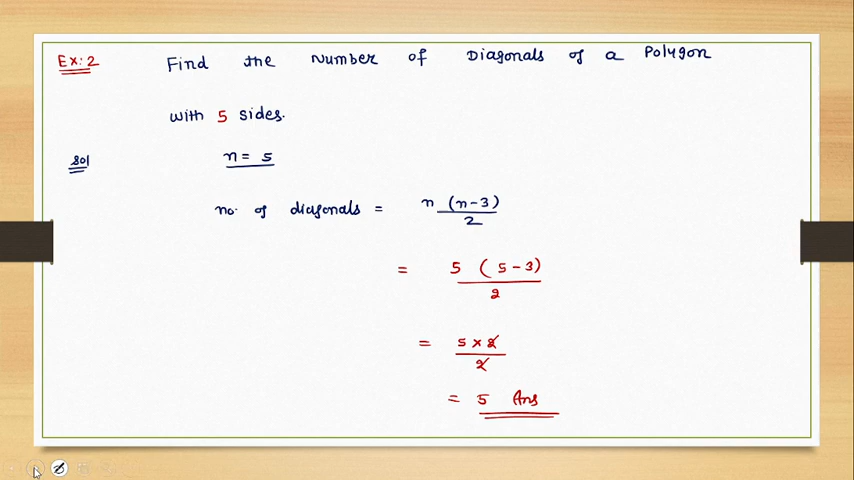 Ex: 2 Find the Number of Diagonals of a Polygon
with 5 sides.
Sol n = 5
no. of diagonals = n (n-3) / 2
= 5 (5-3) / 2
= 5 × 2 / 2
= 5 Ans